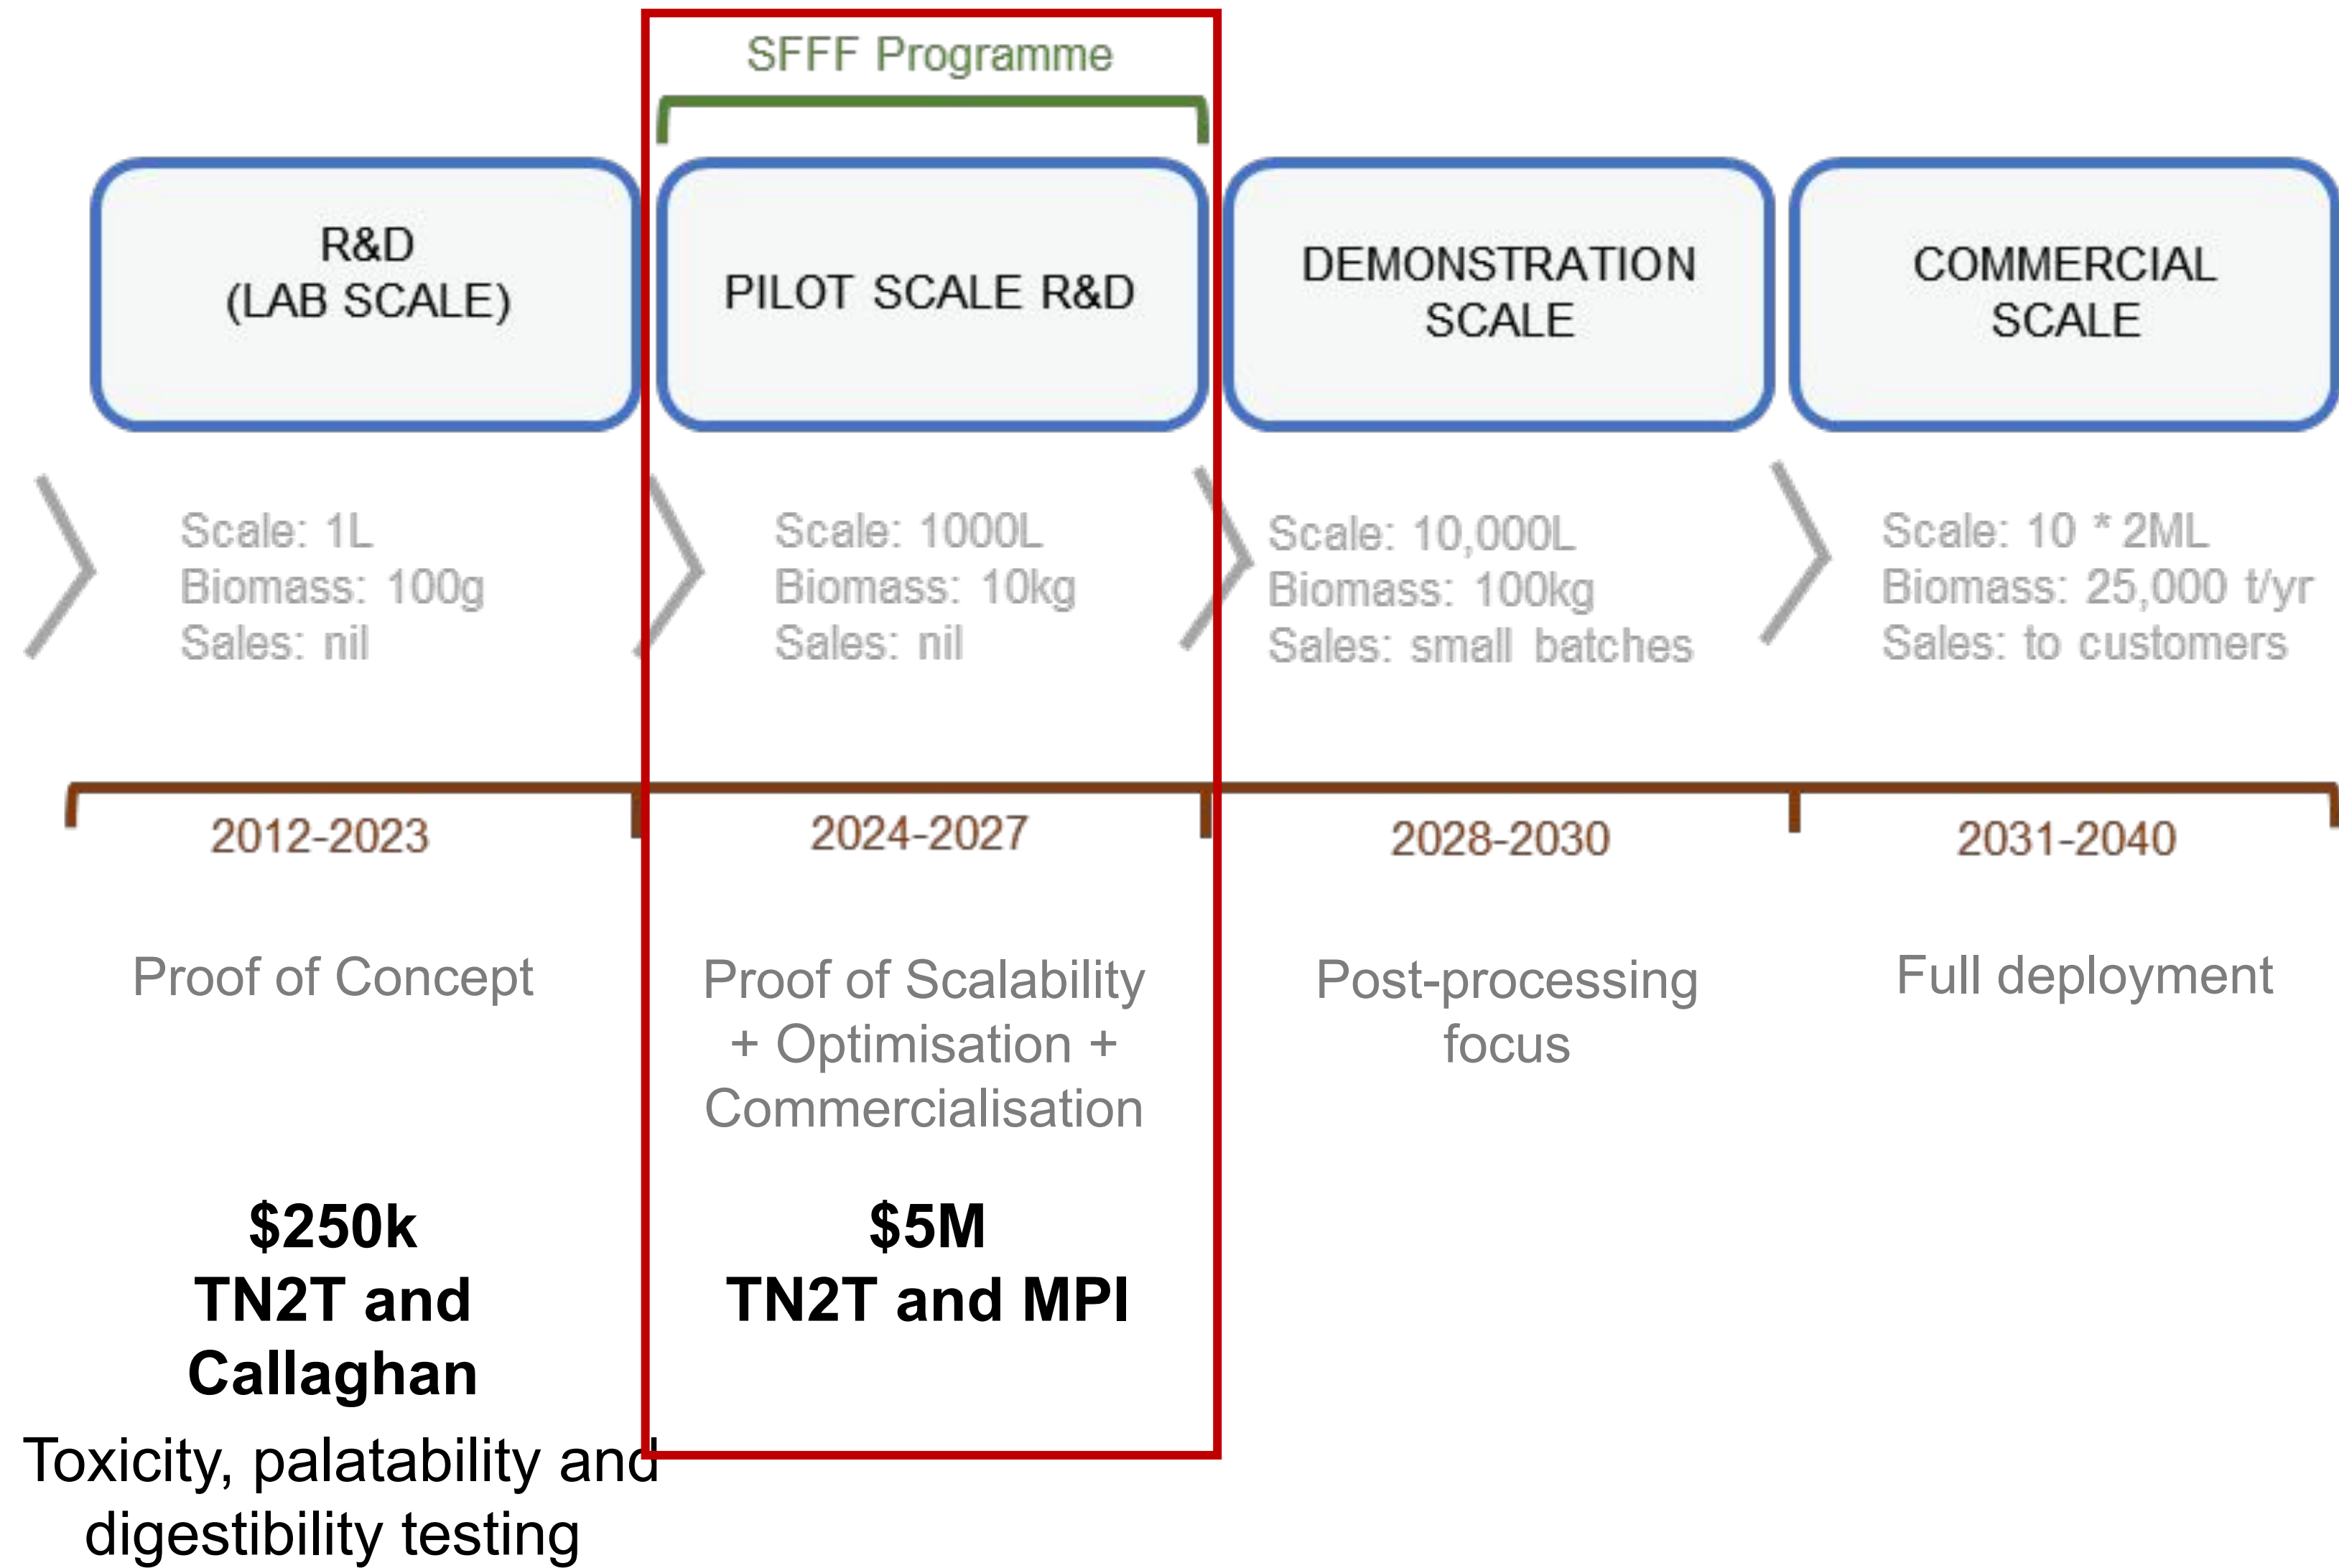 SFFF Programme
R&D
(LAB SCALE)
PILOT SCALE R&D
DEMONSTRATION
SCALE
COMMERCIAL
SCALE
Scale: 1L
Biomass: 100g
Sales: nil
Scale: 1000L
Biomass: 10kg
Sales: nil
Scale: 10,000L
Biomass: 100kg
Sales: small batches
Scale: 10 * 2ML
Biomass: 25,000 t/yr
Sales: to customers
2012-2023
2024-2027
2028-2030
2031-2040
Proof of Concept
Proof of Scalability
+ Optimisation +
Commercialisation
Post-processing
focus
Full deployment
$250k
TN2T and
Callaghan
Toxicity, palatability and
digestibility testing
$5M
TN2T and MPI